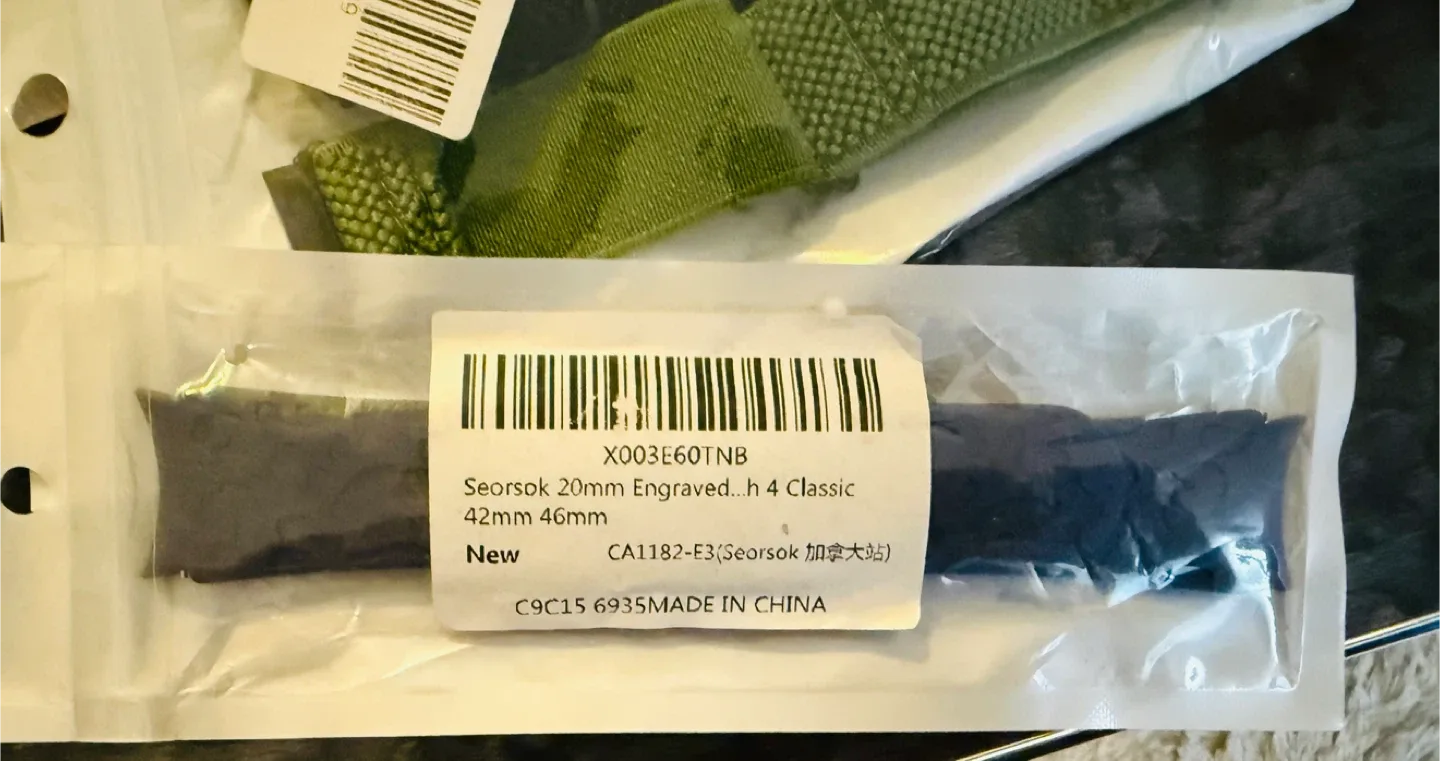 X003E60TNB
Seorsok 20mm Engraved...h 4 Classic
42mm 46mm
New CA1182-E3(Seorsok 加拿大站)
C9C15 6935MADE IN CHINA